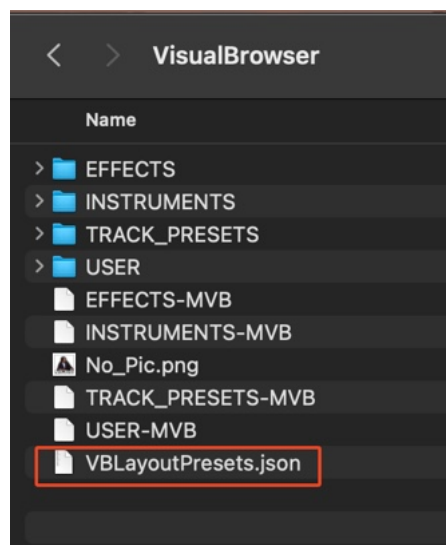 VisualBrowser
Name
EFFECTS
INSTRUMENTS
TRACK_PRESETS
USER
EFFECTS-MVB
INSTRUMENTS-MVB
No_Pic.png
TRACK_PRESETS-MVB
USER-MVB
VBLayoutPresets.json